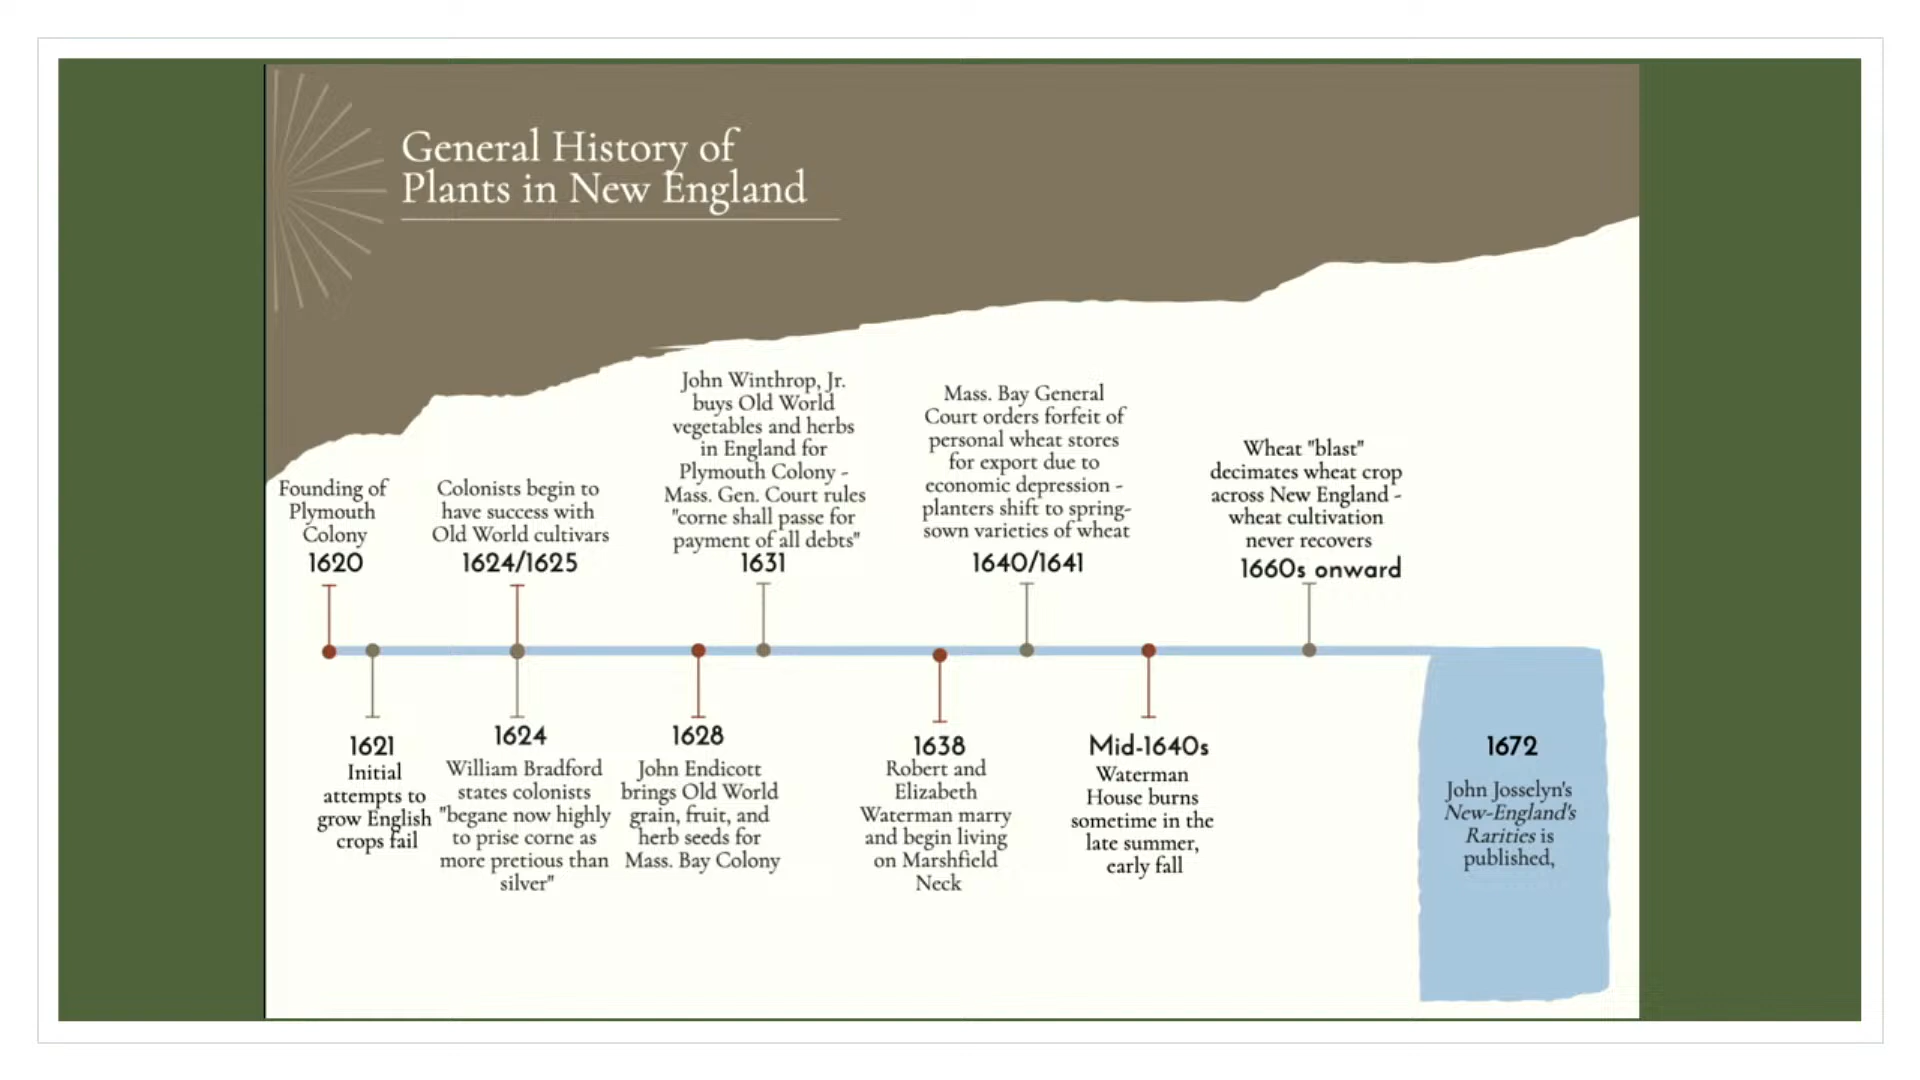 General History of
Plants in New England
Founding of
Plymouth
Colony
1620
Colonists begin to
have success with
Old World cultivars
1624/1625
John Winthrop, Jr.
buys Old World
vegetables and herbs
in England for
Plymouth Colony -
Mass. Gen. Court rules
"corne shall passe for
payment of all debts"
1631
Mass. Bay General
Court orders forfeit of
personal wheat stores
for export due to
economic depression -
planters shift to spring-
sown varieties of wheat
1640/1641
Wheat "blast"
decimates wheat crop
across New England -
wheat cultivation
never recovers
1660s onward
1621
Initial
attempts to
grow English
crops fail
1624
William Bradford
states colonists
"begane now highly
to prise corne as
more pretious than
silver"
1628
John Endicott
brings Old World
grain, fruit, and
herb seeds for
Mass. Bay Colony
1638
Robert and
Elizabeth
Waterman marry
and begin living
on Marshfield
Neck
Mid-1640s
Waterman
House burns
sometime in the
late summer,
early fall
1672
John Josselyn's
New-England's
Rarities is
published,